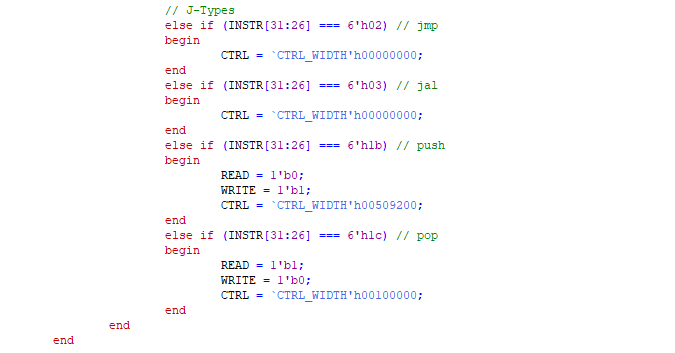 // J-Types
else if (INSTR[31:26] === 6'h02) // jmp
begin
CTRL = `CTRL_WIDTH'h00000000;
end
else if (INSTR[31:26] === 6'h03) // jal
begin
CTRL = `CTRL_WIDTH'h00000000;
end
else if (INSTR[31:26] === 6'h1b) // push
begin
READ = 1'b0;
WRITE = 1'b1;
CTRL = `CTRL_WIDTH'h00509200;
end
else if (INSTR[31:26] === 6'h1c) // pop
begin
READ = 1'b1;
WRITE = 1'b0;
CTRL = `CTRL_WIDTH'h00100000;
end
end
end